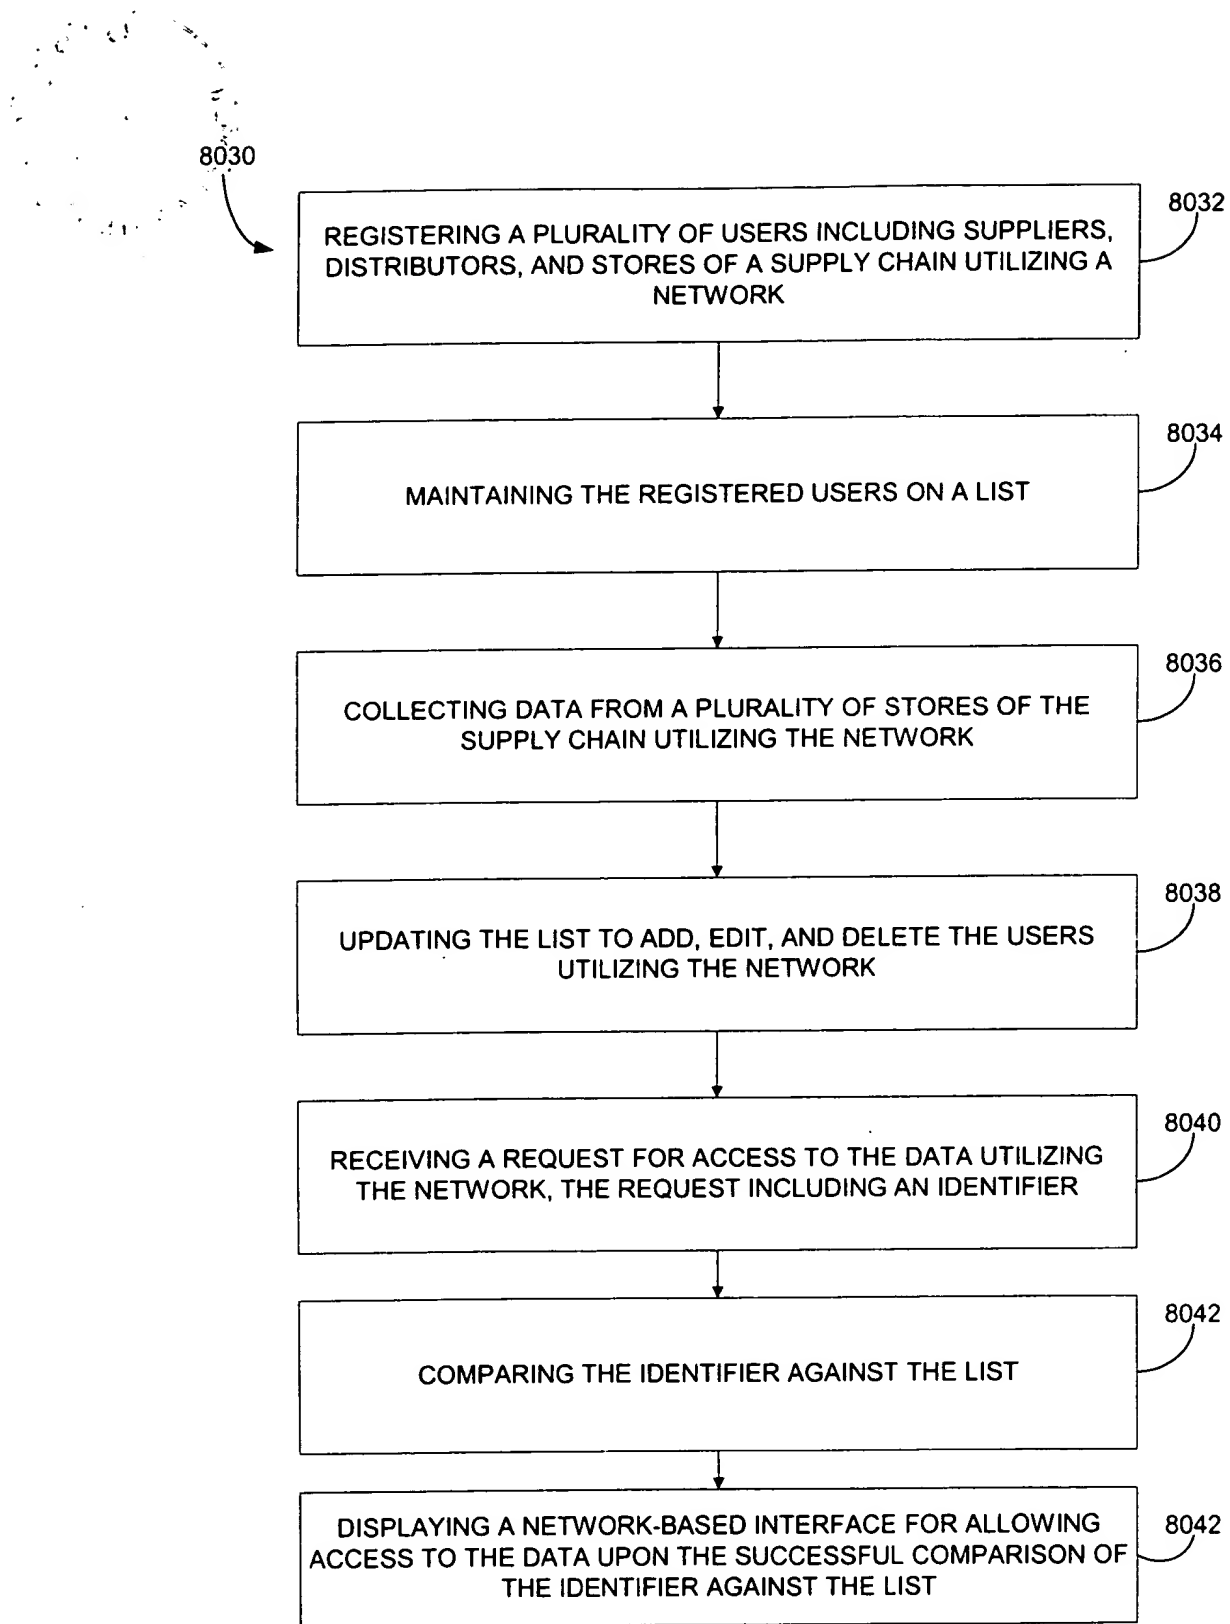 8030
8032
REGISTERING A PLURALITY OF USERS INCLUDING SUPPLIERS,
DISTRIBUTORS, AND STORES OF A SUPPLY CHAIN UTILIZING A
NETWORK
8034
MAINTAINING THE REGISTERED USERS ON A LIST
8036
COLLECTING DATA FROM A PLURALITY OF STORES OF THE
SUPPLY CHAIN UTILIZING THE NETWORK
8038
UPDATING THE LIST TO ADD, EDIT, AND DELETE THE USERS
UTILIZING THE NETWORK
8040
RECEIVING A REQUEST FOR ACCESS TO THE DATA UTILIZING
THE NETWORK, THE REQUEST INCLUDING AN IDENTIFIER
8042
COMPARING THE IDENTIFIER AGAINST THE LIST
8042
DISPLAYING A NETWORK-BASED INTERFACE FOR ALLOWING
ACCESS TO THE DATA UPON THE SUCCESSFUL COMPARISON OF
THE IDENTIFIER AGAINST THE LIST